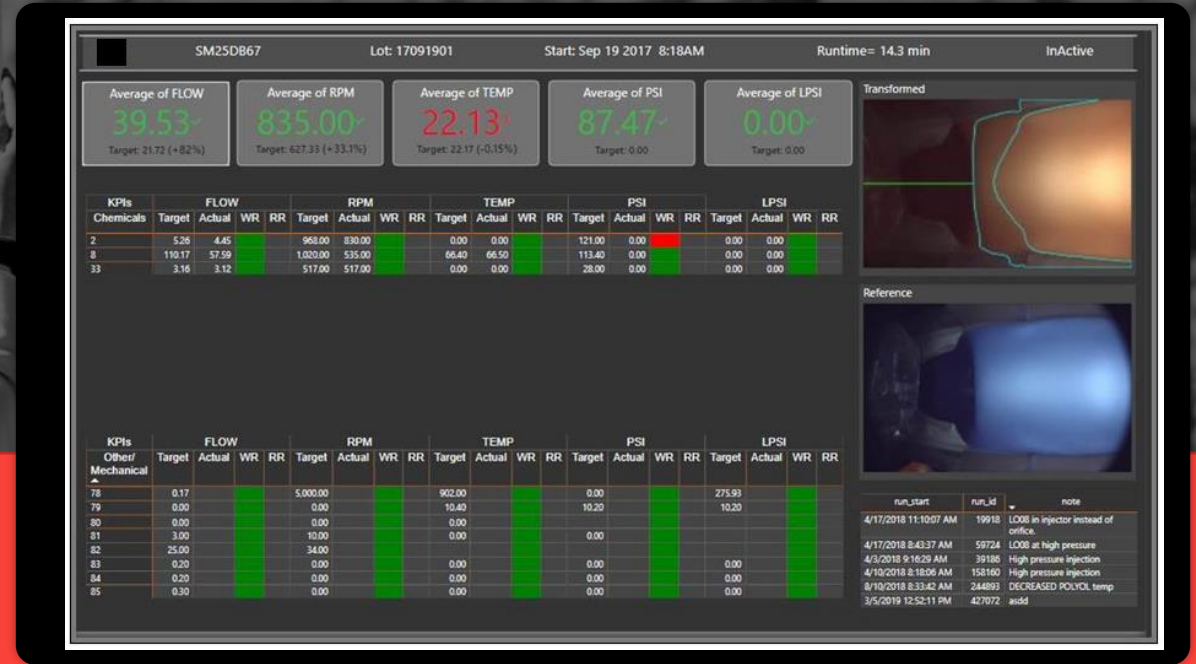 SM25DB67 Lot: 17091901 Start: Sep 19 2017 8:18AM Runtime= 14.3 min InActive
Average of FLOW
39.53
Target: 21.72 (+82%)
Average of RPM
835.00
Target: 627.33 (+33.1%)
Average of TEMP
22.13
Target: 22.17 (-0.15%)
Average of PSI
87.47
Target: 0.00
Average of LPSI
0.00
Target: 0.00
Transformed
KPIs FLOW RPM TEMP PSI LPSI
Chemicals Target Actual WR RR Target Actual WR RR Target Actual WR RR Target Actual WR RR Target Actual WR RR
2 5.26 4.45 968.00 830.00 0.00 0.00 121.00 0.00 0.00 0.00
8 110.17 57.59 1,020.00 535.00 66.40 66.50 113.40 0.00 0.00 0.00
33 3.16 3.12 517.00 517.00 0.00 0.00 28.00 0.00 0.00 0.00
Reference
KPIs FLOW RPM TEMP PSI LPSI
Other/ Target Actual WR RR Target Actual WR RR Target Actual WR RR Target Actual WR RR Target Actual WR RR
Mechanical
78 0.17 5,000.00 902.00 0.00 275.93
79 0.00 0.00 10.40 10.20 10.20
80 0.00 0.00 0.00
81 3.00 10.00 0.00 0.00
82 25.00 34.00
83 0.20 0.00 0.00 0.00 0.00
84 0.20 0.00 0.00 0.00 0.00
85 0.30 0.00 0.00 0.00 0.00
run_start run_id note
4/17/2018 11:10:07 AM 19918 LO08 in injector instead of
orifice.
4/17/2018 8:43:37 AM 59724 LO08 at high pressure
4/3/2018 9:16:29 AM 39186 High pressure injection
4/10/2018 8:18:06 AM 158160 High pressure injection
8/10/2018 8:33:42 AM 244893 DECREASED POLYOL temp
3/5/2019 12:52:11 PM 427072 asdd